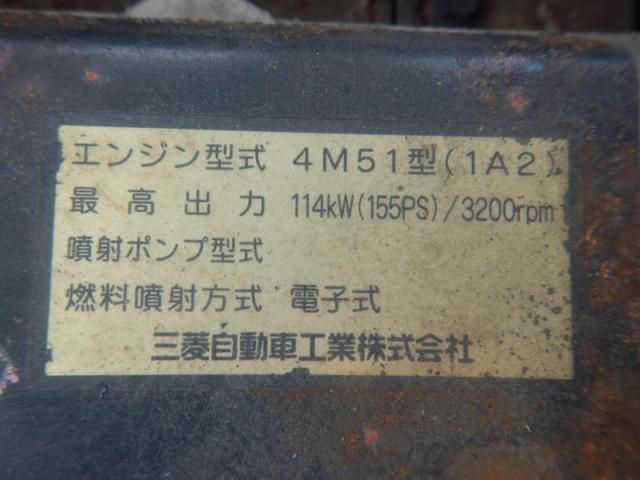 エンジン型式 4M51型(1A2)
最高出力 114kW(155PS)/3200rpm
噴射ポンプ型式
燃料噴射方式 電子式
三菱自動車工業株式会社